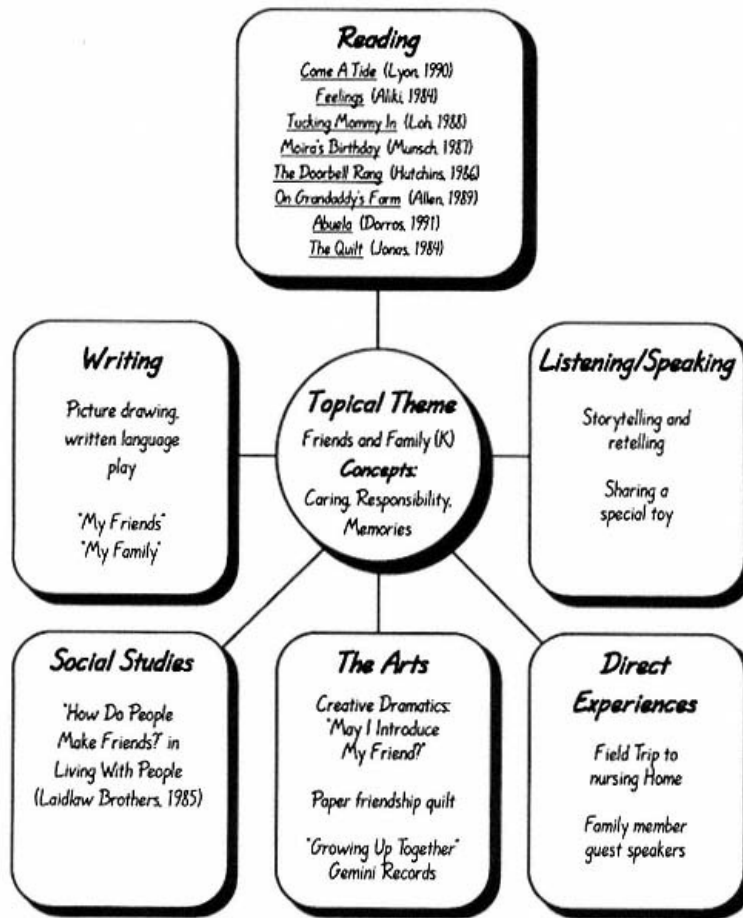 Reading
Come A Tide (Lyon, 1990)
Feelings (Aliki, 1984)
Tucking Mommy In (Loh, 1988)
Moira's Birthday (Munsch, 1987)
The Doorbell Rang (Hutchins, 1986)
On Grandaddy's Farm (Allen, 1989)
Abuela (Dorros, 1991)
The Quilt (Jonas, 1984)
Writing
Picture drawing,
written language
play
"My Friends"
"My Family"
Topical Theme
Friends and Family (K)
Concepts:
Caring, Responsibility,
Memories
Listening/Speaking
Storytelling and
retelling
Sharing a
special toy
Social Studies
"How Do People
Make Friends?" in
Living With People
(Laidlaw Brothers, 1985)
The Arts
Creative Dramatics:
"May I Introduce
My Friend?"
Paper friendship quilt
"Growing Up Together"
Gemini Records
Direct
Experiences
Field Trip to
nursing Home
Family member
guest speakers